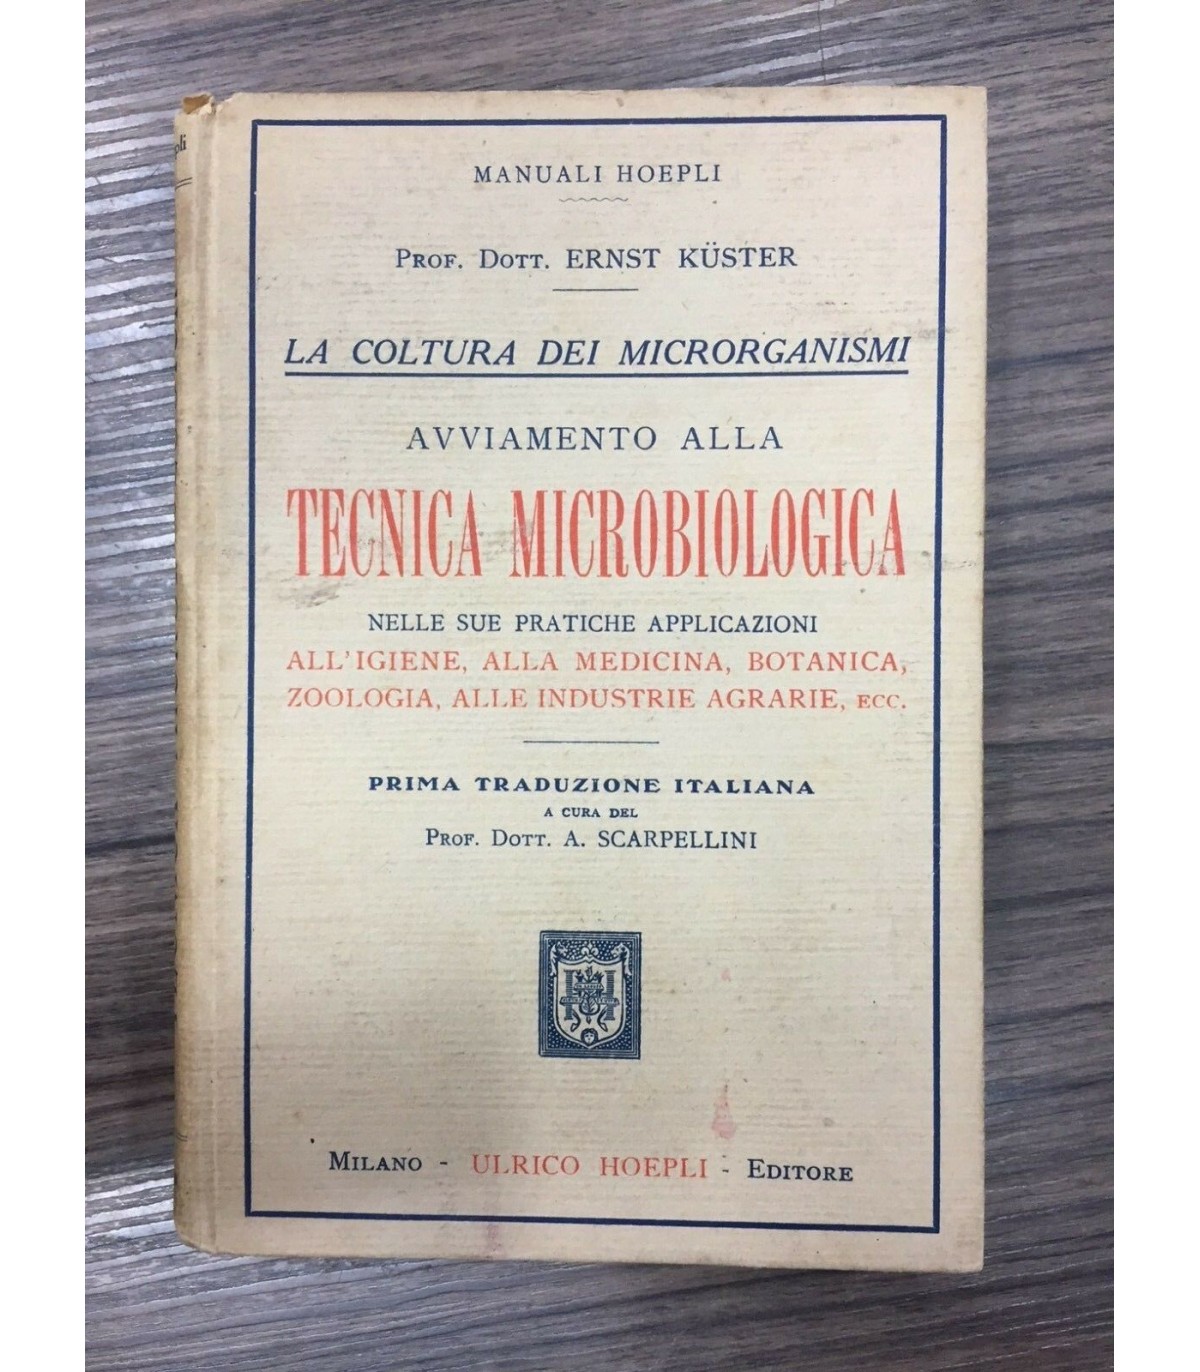 MANUALI HOEPLI
PROF. DOTT. ERNST KÜSTER
LA COLTURA DEI MICRORGANISMI
AVVIAMENTO ALLA
TECNICA MICROBIOLOGICA
NELLE SUE PRATICHE APPLICAZIONI
ALL'IGIENE, ALLA MEDICINA, BOTANICA,
ZOOLOGIA, ALLE INDUSTRIE AGRARIE, ECC.
PRIMA TRADUZIONE ITALIANA
A CURA DEL
PROF. DOTT. A. SCARPELLINI
MILANO - ULRICO HOEPLI - EDITORE